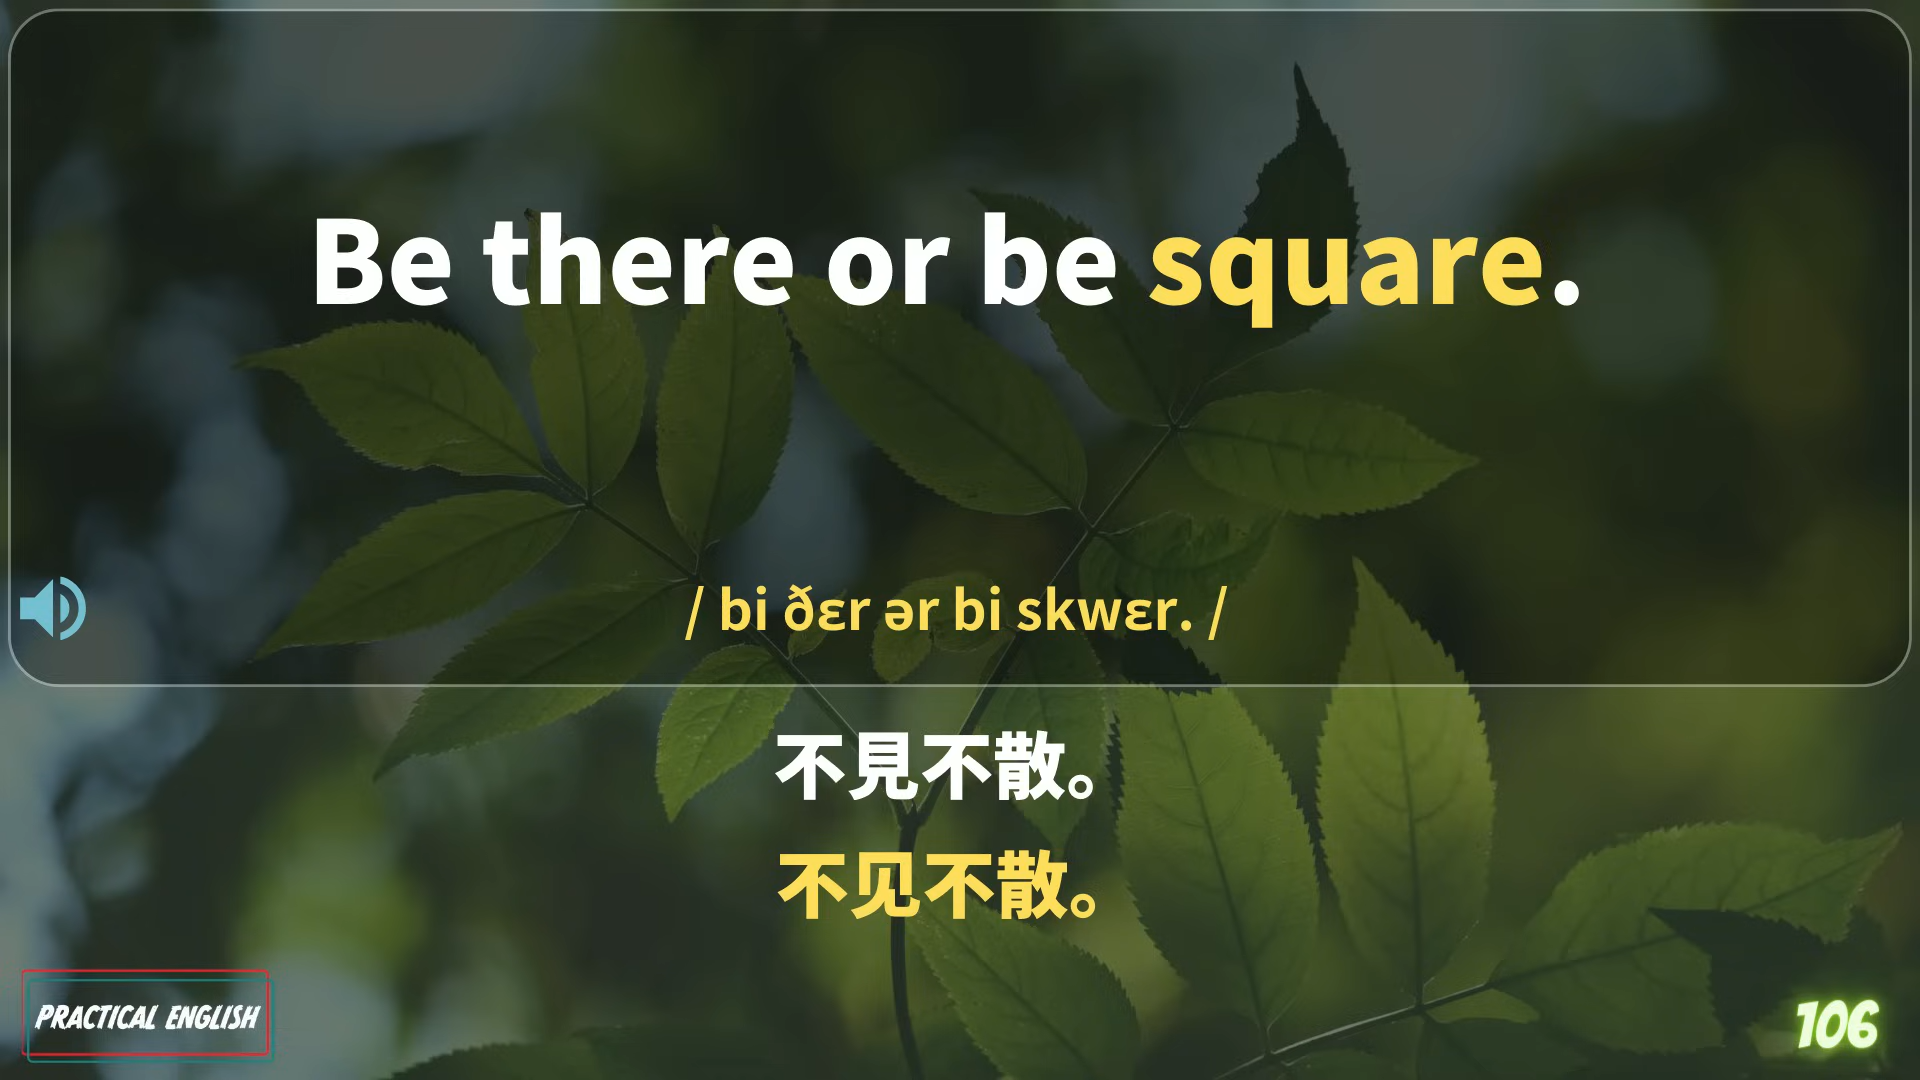 Be there or be square.
/ bi ðɛr ər bi skwɛr. /
不見不散。
不见不散。
PRACTICAL ENGLISH
106